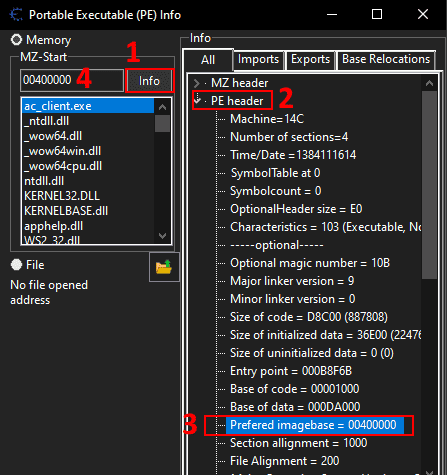 Portable Executable (PE) Info
Memory
MZ-Start
1
00400000
4
Info
ac_client.exe
_ntdll.dll
_wow64.dll
_wow64win.dll
_wow64cpu.dll
ntdll.dll
KERNEL32.DLL
KERNELBASE.dll
apphelp.dll
WS2_32.dll
File
No file opened
address
Info
All
Imports
Exports
Base Relocations
MZ header
PE header
2
Machine=14C
Number of sections=4
Time/Date =1384111614
SymbolTable at 0
Symbolcount = 0
OptionalHeader size = E0
Characteristics = 103 (Executable, No
-----optional-----
Optional magic number = 10B
Major linker version = 9
Minor linker version = 0
Size of code = D8C00 (887808)
Size of initialized data = 36E00 (22476
Size of uninitialized data = 0 (0)
Entry point = 000B8F6B
Base of code = 00001000
Base of data = 000DA000
3
Prefered imagebase = 00400000
Section allignment = 1000
File Alignment = 200